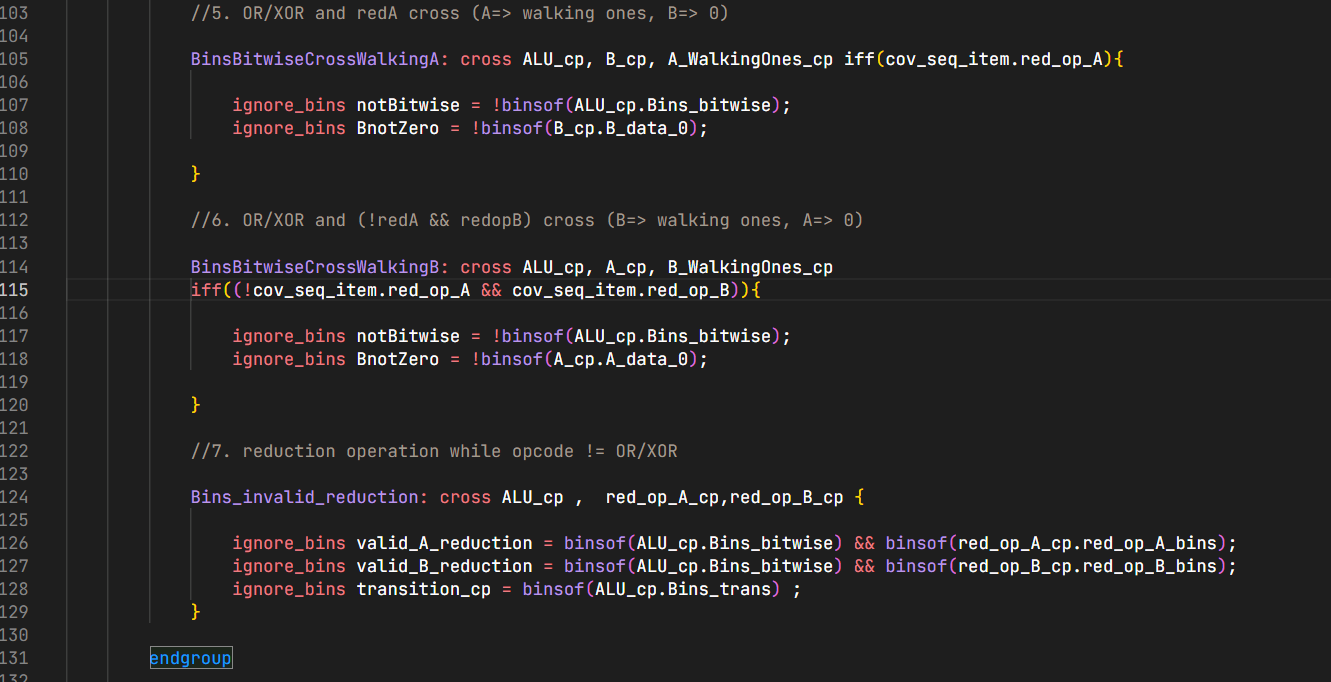 103 //5. OR/XOR and redA cross (A=> walking ones, B=> 0)
104
105 BinsBitwiseCrossWalkingA: cross ALU_cp, B_cp, A_WalkingOnes_cp iff(cov_seq_item.red_op_A){
106
107 ignore_bins notBitwise = !binsof(ALU_cp.Bins_bitwise);
108 ignore_bins BnotZero = !binsof(B_cp.B_data_0);
109
110 }
111
112 //6. OR/XOR and (!redA && redopB) cross (B=> walking ones, A=> 0)
113
114 BinsBitwiseCrossWalkingB: cross ALU_cp, A_cp, B_WalkingOnes_cp
115 iff((!cov_seq_item.red_op_A && cov_seq_item.red_op_B)){
116
117 ignore_bins notBitwise = !binsof(ALU_cp.Bins_bitwise);
118 ignore_bins BnotZero = !binsof(A_cp.A_data_0);
119
120 }
121
122 //7. reduction operation while opcode != OR/XOR
123
124 Bins_invalid_reduction: cross ALU_cp , red_op_A_cp,red_op_B_cp {
125
126 ignore_bins valid_A_reduction = binsof(ALU_cp.Bins_bitwise) && binsof(red_op_A_cp.red_op_A_bins);
127 ignore_bins valid_B_reduction = binsof(ALU_cp.Bins_bitwise) && binsof(red_op_B_cp.red_op_B_bins);
128 ignore_bins transition_cp = binsof(ALU_cp.Bins_trans) ;
129 }
130
131 endgroup
132